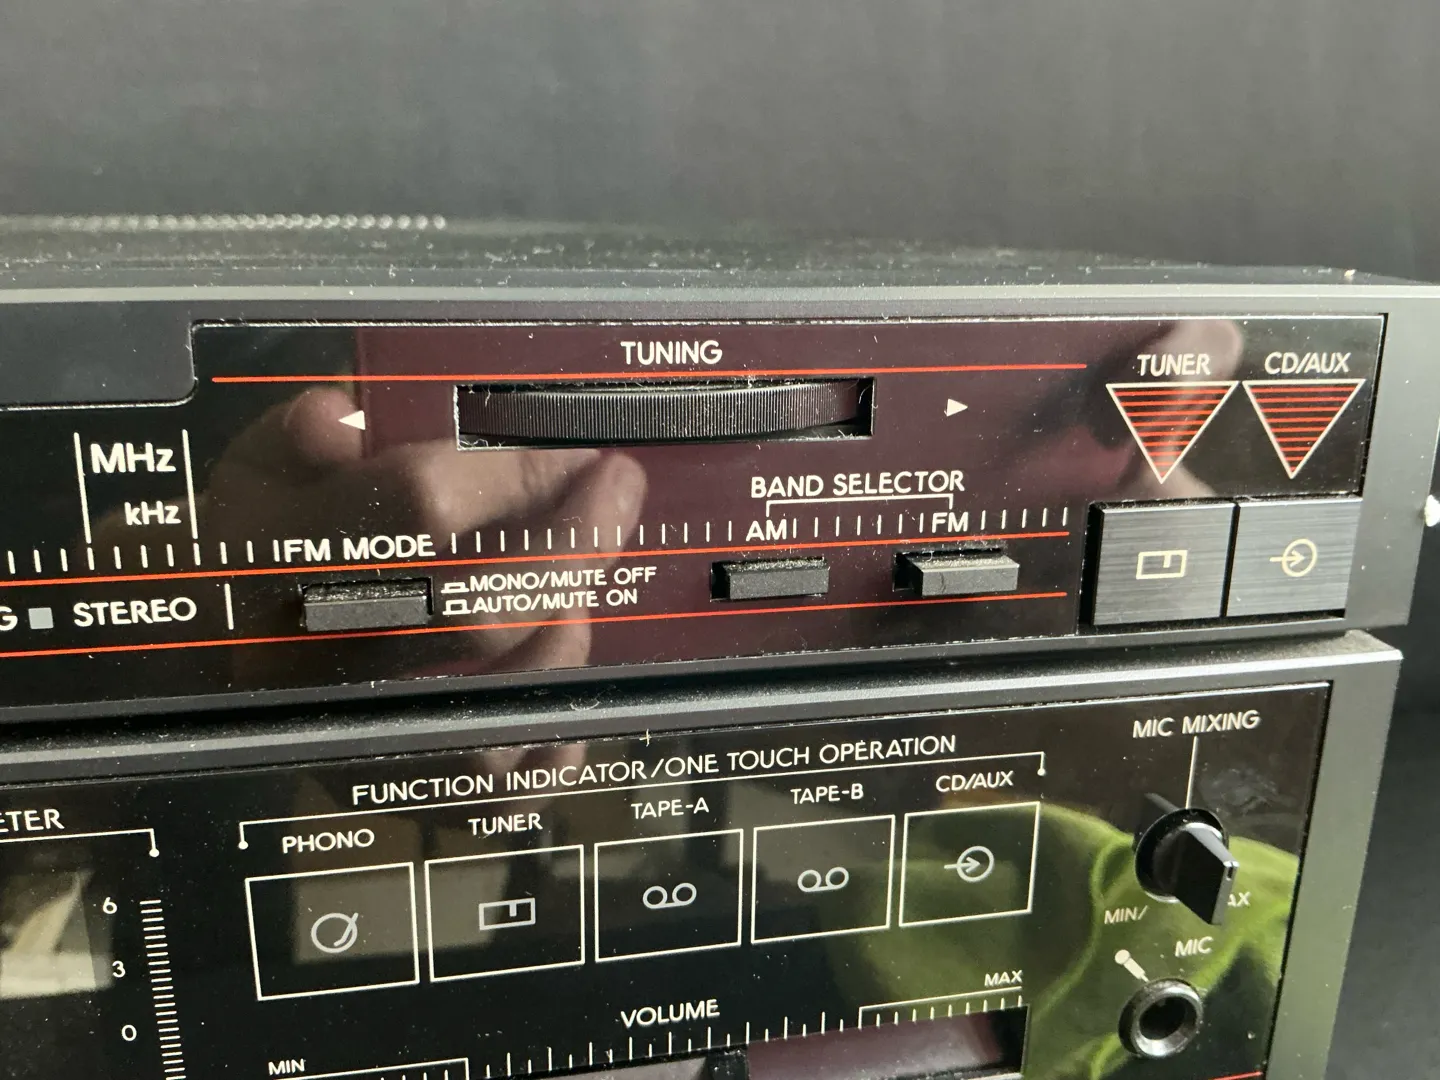 TUNING
TUNER
CD/AUX
MHz
kHz
BAND SELECTOR
AM
FM
FM MODE
MONO/MUTE OFF
AUTO/MUTE ON
G STEREO
MIC MIXING
FUNCTION INDICATOR/ONE TOUCH OPERATION
PHONO
TUNER
TAPE-A
TAPE-B
CD/AUX
ETER
6
3
0
MIN/
AX
MIC
VOLUME
MAX
MIN